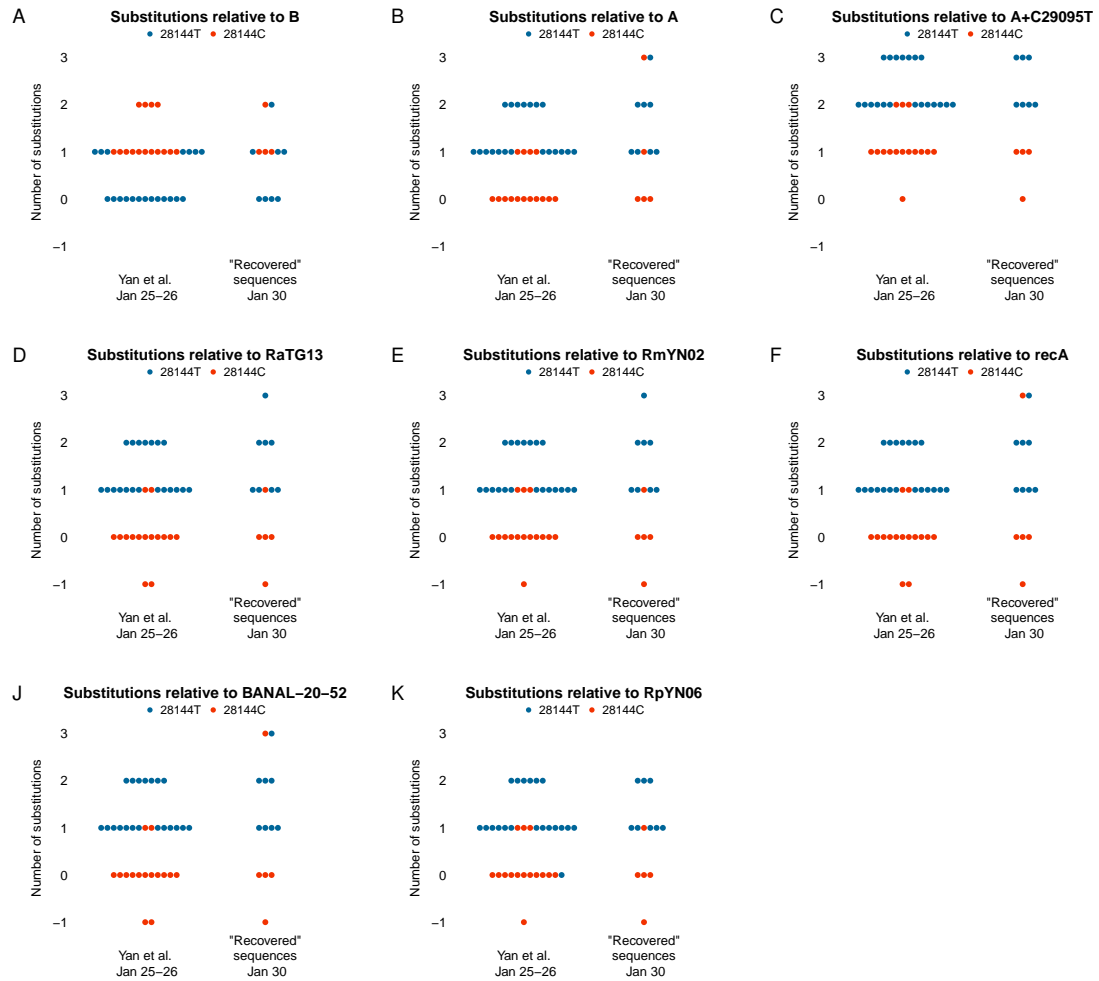 A
Substitutions relative to B
28144T 28144C
Number of substitutions
3
2
1
0
−1
Yan et al.
Jan 25−26
"Recovered"
sequences
Jan 30
B
Substitutions relative to A
28144T 28144C
Number of substitutions
3
2
1
0
−1
Yan et al.
Jan 25−26
"Recovered"
sequences
Jan 30
C
Substitutions relative to A+C29095T
28144T 28144C
Number of substitutions
3
2
1
0
−1
Yan et al.
Jan 25−26
"Recovered"
sequences
Jan 30
D
Substitutions relative to RaTG13
28144T 28144C
Number of substitutions
3
2
1
0
−1
Yan et al.
Jan 25−26
"Recovered"
sequences
Jan 30
E
Substitutions relative to RmYN02
28144T 28144C
Number of substitutions
3
2
1
0
−1
Yan et al.
Jan 25−26
"Recovered"
sequences
Jan 30
F
Substitutions relative to recA
28144T 28144C
Number of substitutions
3
2
1
0
−1
Yan et al.
Jan 25−26
"Recovered"
sequences
Jan 30
J
Substitutions relative to BANAL−20−52
28144T 28144C
Number of substitutions
3
2
1
0
−1
Yan et al.
Jan 25−26
"Recovered"
sequences
Jan 30
K
Substitutions relative to RpYN06
28144T 28144C
Number of substitutions
3
2
1
0
−1
Yan et al.
Jan 25−26
"Recovered"
sequences
Jan 30